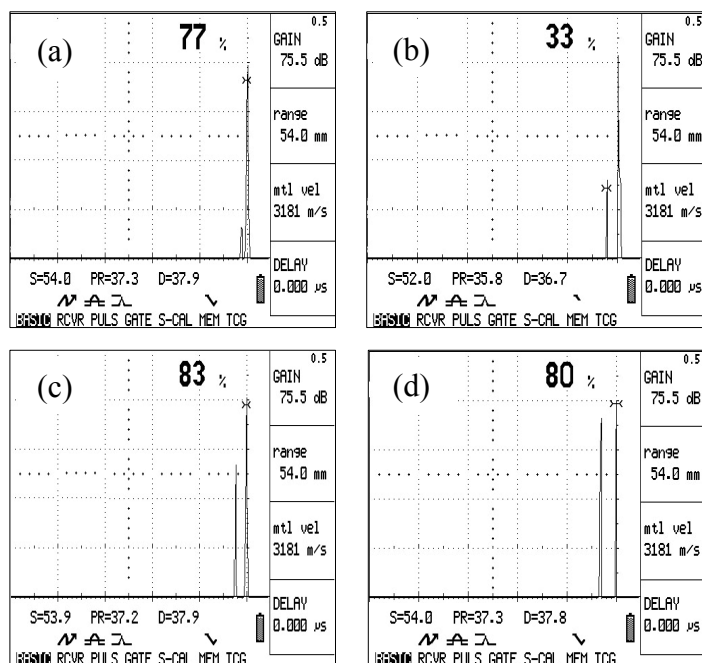 (a)
77 %
0.5
GAIN
75.5 dB
range
54.0 mm
mtl vel
3181 m/s
DELAY
0.000 µs
S=54.0 PR=37.3 D=37.9
BASIC RCVR PULS GATE S-CAL MEM TCG
(b)
33 %
0.5
GAIN
75.5 dB
range
54.0 mm
mtl vel
3181 m/s
DELAY
0.000 µs
S=52.0 PR=35.8 D=36.7
BASIC RCVR PULS GATE S-CAL MEM TCG
(c)
83 %
0.5
GAIN
75.5 dB
range
54.0 mm
mtl vel
3181 m/s
DELAY
0.000 µs
S=53.9 PR=37.2 D=37.9
BASIC RCVR PULS GATE S-CAL MEM TCG
(d)
80 %
0.5
GAIN
75.5 dB
range
54.0 mm
mtl vel
3181 m/s
DELAY
0.000 µs
S=54.0 PR=37.3 D=37.8
BASIC RCVR PULS GATE S-CAL MEM TCG